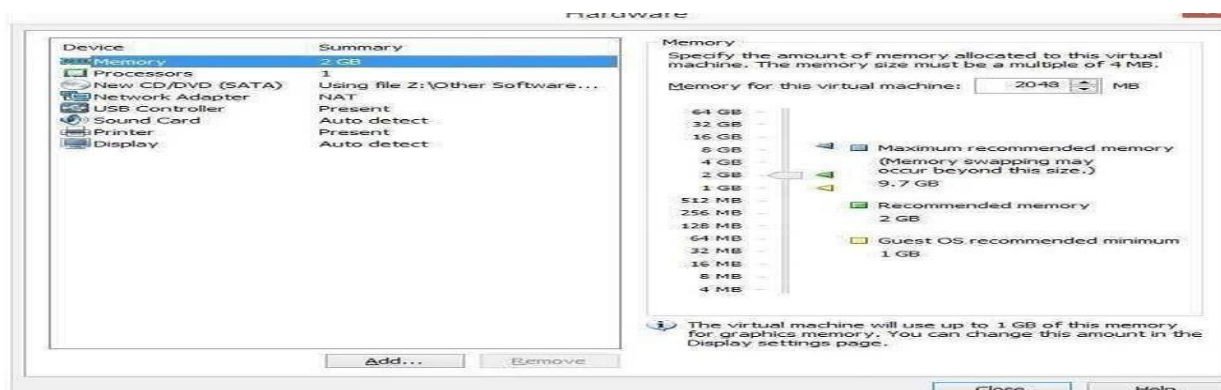 Hardware
Device Summary
Memory 2 GB
Processors 1
New CD/DVD (SATA) Using file Z:\Other Software...
Network Adapter NAT
USB Controller Present
Sound Card Auto detect
Printer Present
Display Auto detect
Add... Remove
Memory
Specify the amount of memory allocated to this virtual
machine. The memory size must be a multiple of 4 MB.
Memory for this virtual machine: 2048 MB
64 GB
32 GB
16 GB
8 GB
4 GB
2 GB
1 GB
512 MB
256 MB
128 MB
64 MB
32 MB
16 MB
8 MB
4 MB
Maximum recommended memory
(Memory swapping may
occur beyond this size.)
9.7 GB
Recommended memory
2 GB
Guest OS recommended minimum
1 GB
The virtual machine will use up to 1 GB of this memory
for graphics memory. You can change this amount in the
Display settings page.
Close Help